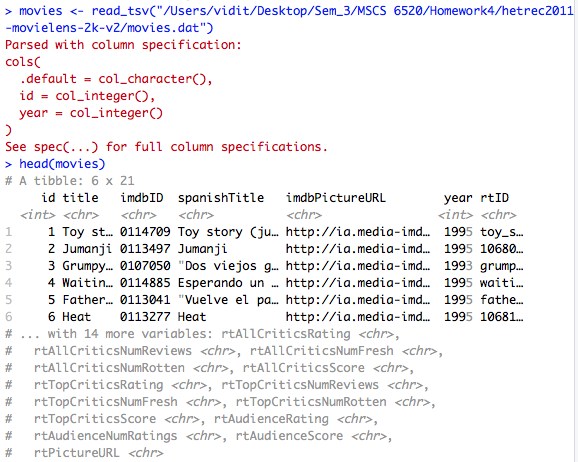 > movies <- read_tsv("/Users/vidit/Desktop/Sem_3/MSCS 6520/Homework4/hetrec2011
-movielens-2k-v2/movies.dat")
Parsed with column specification:
cols(
  .default = col_character(),
  id = col_integer(),
  year = col_integer()
)
See spec(...) for full column specifications.
> head(movies)
# A tibble: 6 x 21
     id title   imdbID  spanishTitle  imdbPictureURL      year rtID
  <int> <chr>   <chr>   <chr>         <chr>              <int> <chr>
1     1 Toy st… 0114709 Toy story (ju… http://ia.media-imd…  1995 toy_s…
2     2 Jumanji 0113497 Jumanji       http://ia.media-imd…  1995 10680…
3     3 Grumpy… 0107050 "Dos viejos g… http://ia.media-imd…  1993 grump…
4     4 Waitin… 0114885 Esperando un … http://ia.media-imd…  1995 waiti…
5     5 Father… 0113041 "Vuelve el pa… http://ia.media-imd…  1995 fathe…
6     6 Heat    0113277 Heat          http://ia.media-imd…  1995 10681…
# ... with 14 more variables: rtAllCriticsRating <chr>,
#   rtAllCriticsNumReviews <chr>, rtAllCriticsNumFresh <chr>,
#   rtAllCriticsNumRotten <chr>, rtAllCriticsScore <chr>,
#   rtTopCriticsRating <chr>, rtTopCriticsNumReviews <chr>,
#   rtTopCriticsNumFresh <chr>, rtTopCriticsNumRotten <chr>,
#   rtTopCriticsScore <chr>, rtAudienceRating <chr>,
#   rtAudienceNumRatings <chr>, rtAudienceScore <chr>,
#   rtPictureURL <chr>